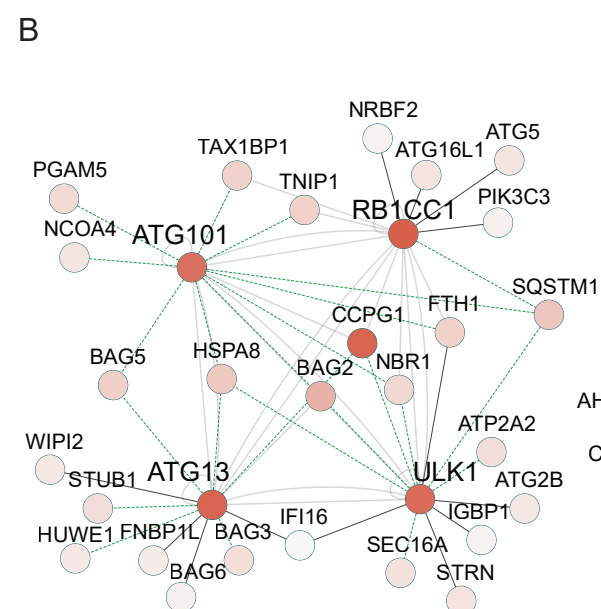 B
NRBF2
ATG5
TAX1BP1
ATG16L1
PGAM5
TNIP1
PIK3C3
RB1CC1
NCOA4
ATG101
SQSTM1
FTH1
CCPG1
HSPA8
BAG5
NBR1
BAG2
AH
ATP2A2
WIPI2
C
ATG13
ULK1
STUB1
ATG2B
IGBP1
IFI16
HUWE1
FNBP1L
BAG3
SEC16A
BAG6
STRN